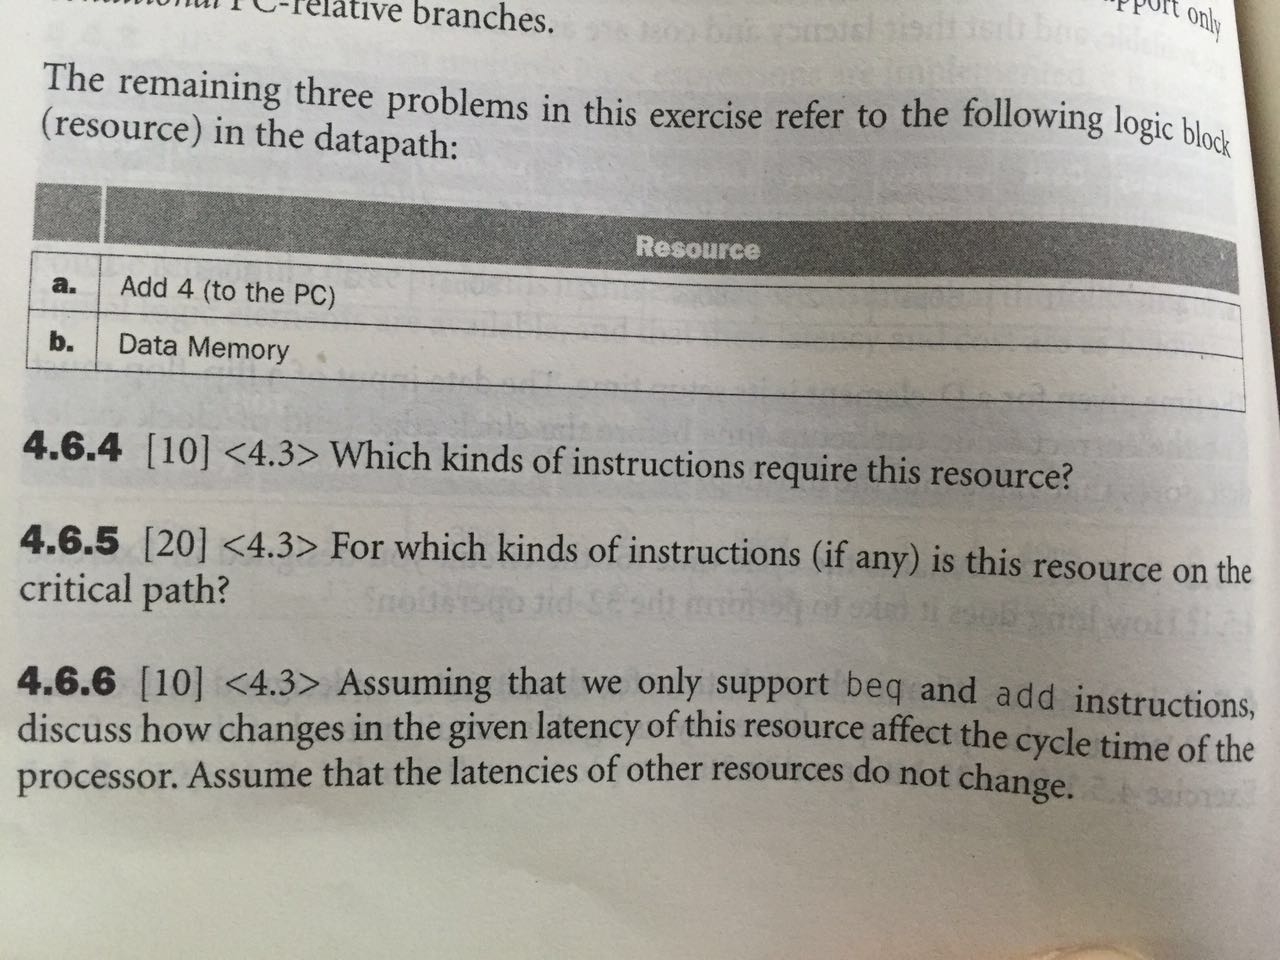 PC-relative branches.
only
The remaining three problems in this exercise refer to the following logic block
(resource) in the datapath:
Resource
a. Add 4 (to the PC)
b. Data Memory
4.6.4 [10] <4.3> Which kinds of instructions require this resource?
4.6.5 [20] <4.3> For which kinds of instructions (if any) is this resource on the
critical path?
4.6.6 [10] <4.3> Assuming that we only support beq and add instructions,
discuss how changes in the given latency of this resource affect the cycle time of the
processor. Assume that the latencies of other resources do not change.